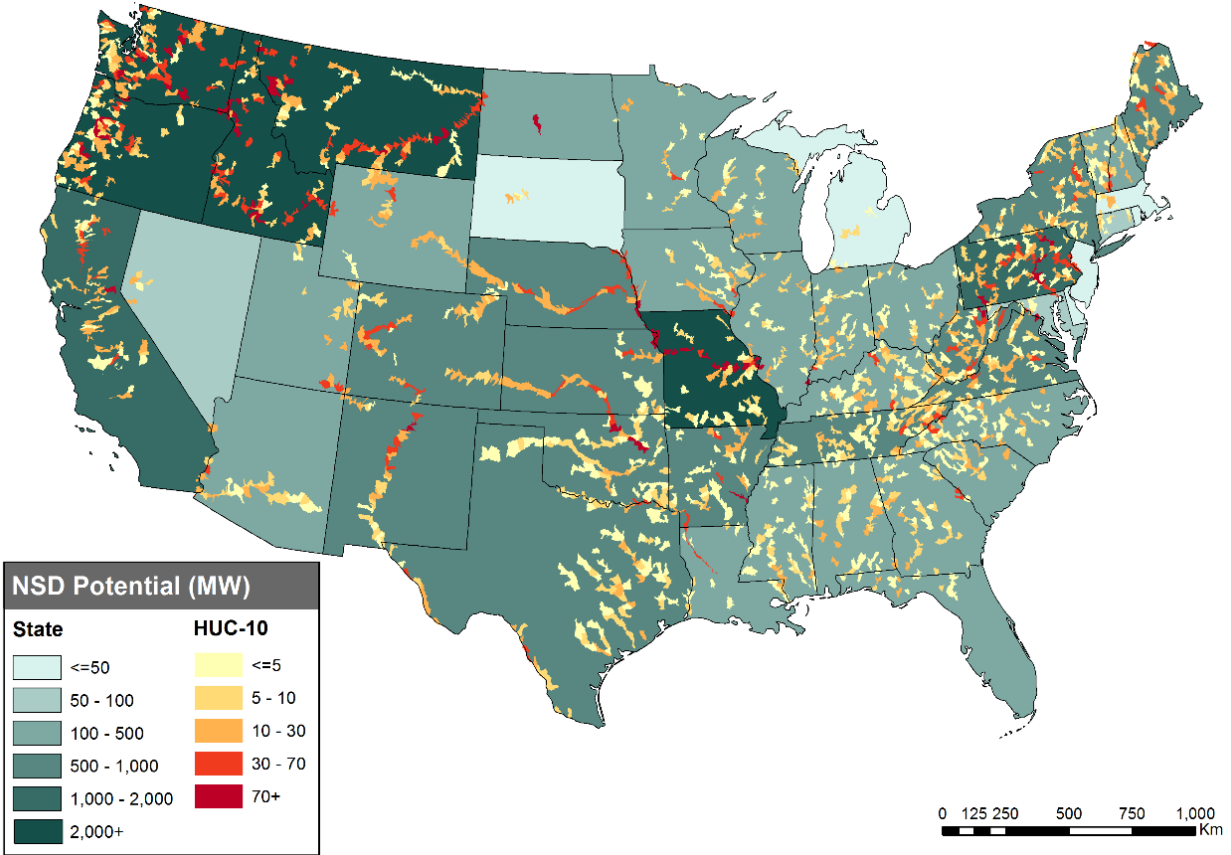 NSD Potential (MW)
State HUC-10
<=50 <=5
50 - 100 5 - 10
100 - 500 10 - 30
500 - 1,000 30 - 70
1,000 - 2,000 70+
2,000+
0 125 250 500 750 1,000
Km